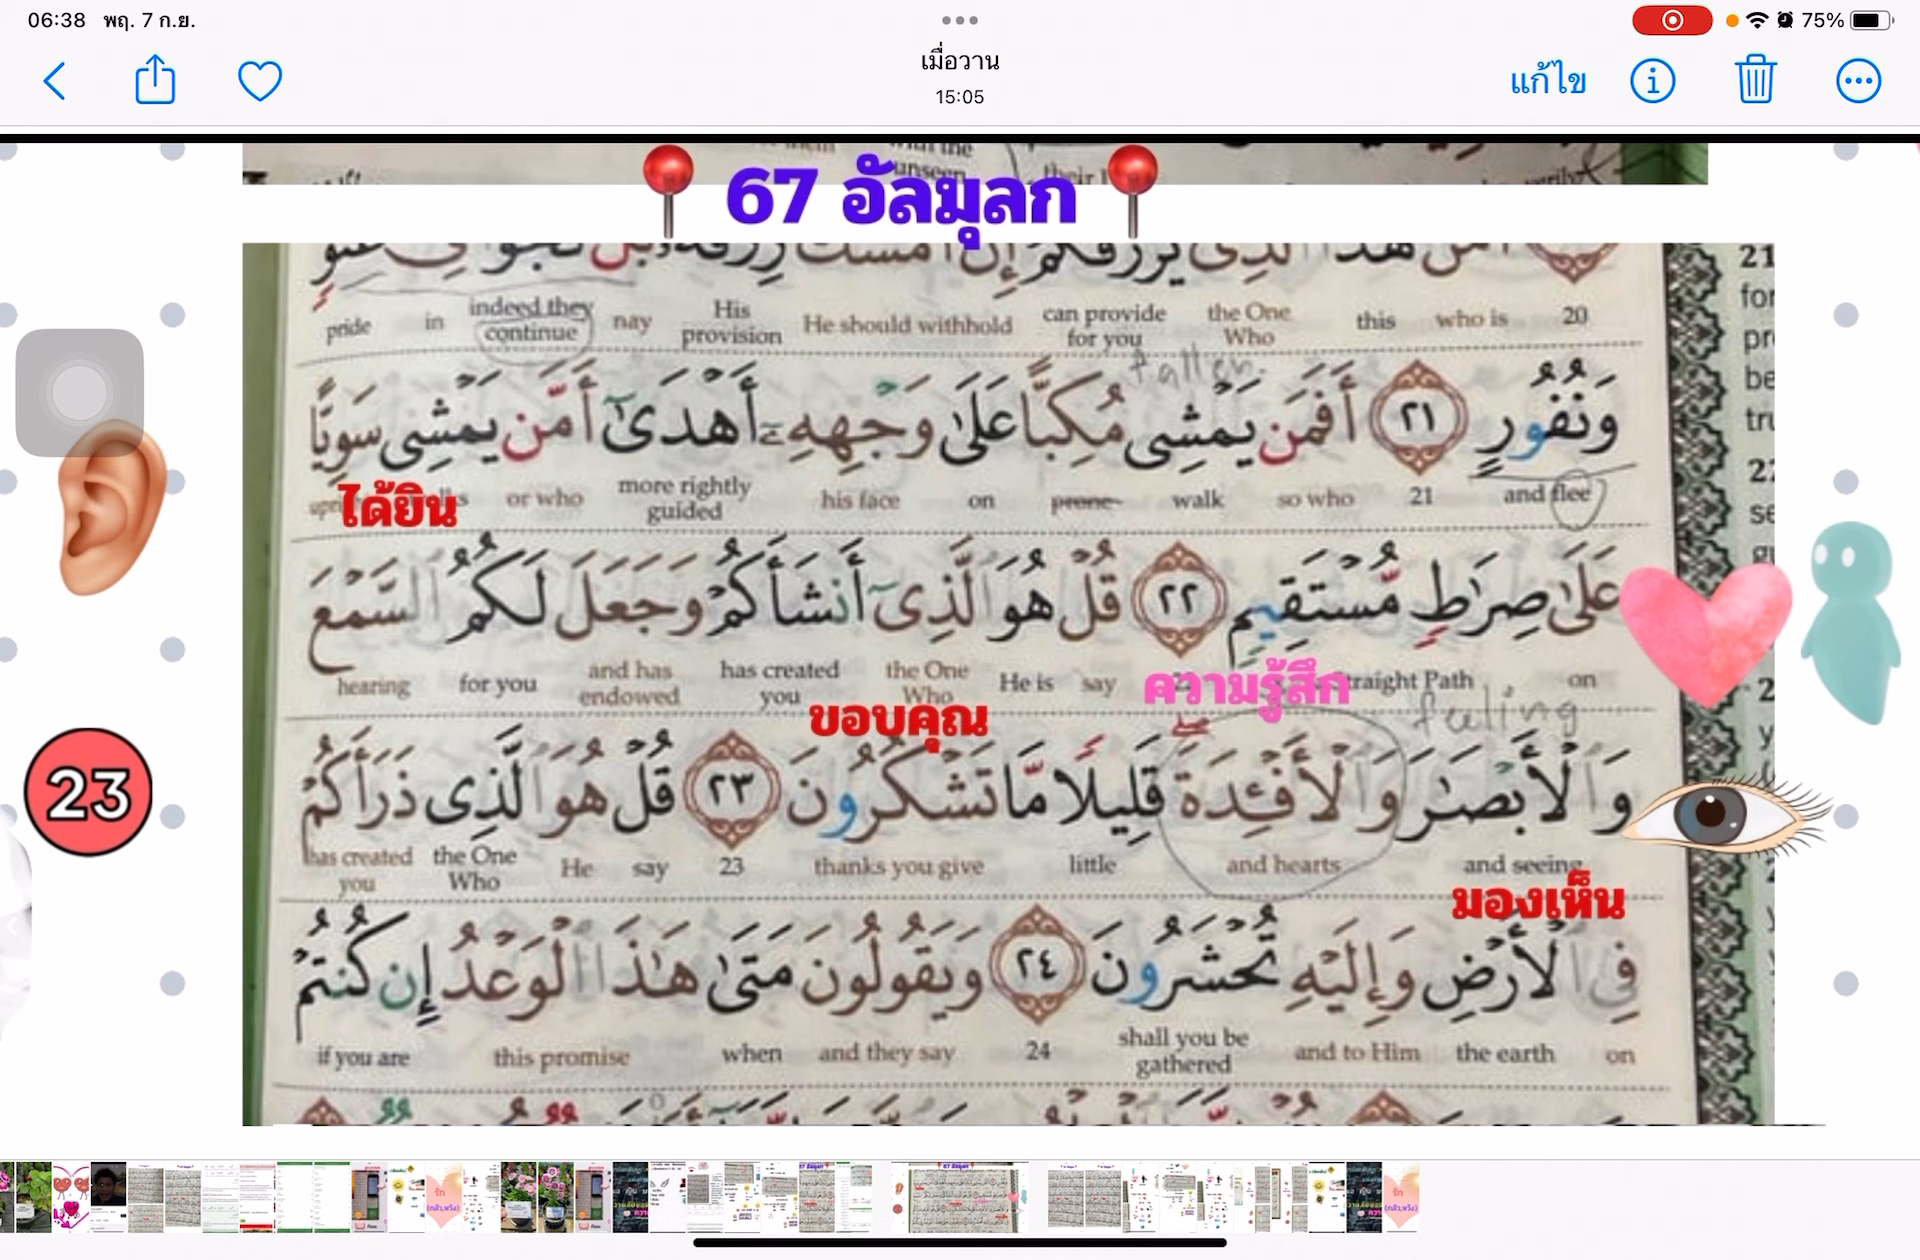 06:38 พฤ. 7 ก.ย.
75%
เมื่อวาน
15:05
แก้ไข
67 อัลมุลก
pride in indeed they continue nay His provision He should withhold can provide for you the One Who this who is 20
fallen.
وَنُفُورٍ ٢١ أَفَمَن يَمْشِى مُكِبًّا عَلَىٰ وَجْهِهِۦٓ أَهْدَىٰٓ أَمَّن يَمْشِى سَوِيًّا
ได้ยิน
or who more rightly guided his face on prone walk so who 21 and flee
عَلَىٰ صِرَٰطٍ مُّسْتَقِيمٍ ٢٢ قُلْ هُوَ ٱلَّذِىٓ أَنشَأَكُمْ وَجَعَلَ لَكُمُ ٱلسَّمْعَ
hearing for you and has endowed has created you the One Who He is say traight Path on
ความรู้สึก
ขอบคุณ
وَٱلْأَبْصَٰرَ وَٱلْأَفْـِٔدَةَ قَلِيلًا مَّا تَشْكُرُونَ ٢٣ قُلْ هُوَ ٱلَّذِى ذَرَأَكُمْ
23
has created you the One Who He say 23 thanks you give little and hearts and seeing
มองเห็น
فِى ٱلْأَرْضِ وَإِلَيْهِ تُحْشَرُونَ ٢٤ وَيَقُولُونَ مَتَىٰ هَٰذَا ٱلْوَعْدُ إِن كُنتُمْ
if you are this promise when and they say 24 shall you be gathered and to Him the earth on